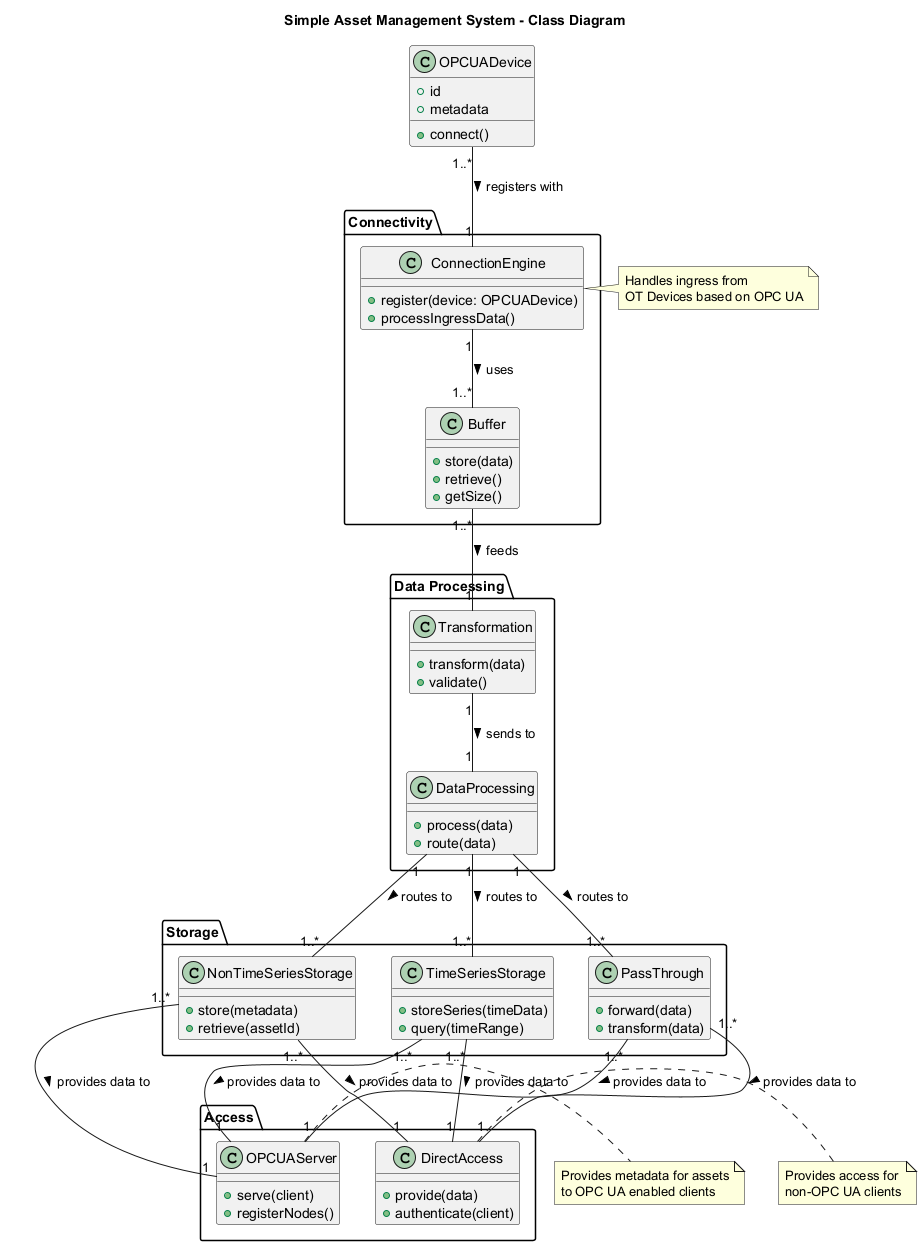 Simple Asset Management System - Class Diagram
C OPCUADevice
id
metadata
connect()
1..*
registers with
Connectivity
1
C ConnectionEngine
register(device: OPCUADevice)
processIngressData()
Handles ingress from
OT Devices based on OPC UA
1
uses
1..*
C Buffer
store(data)
retrieve()
getSize()
1..*
feeds
Data Processing
1
C Transformation
transform(data)
validate()
1
sends to
1
C DataProcessing
process(data)
route(data)
1 1 1
routes to routes to routes to
Storage
1..* 1..* 1..*
C NonTimeSeriesStorage
store(metadata)
retrieve(assetId)
C TimeSeriesStorage
storeSeries(timeData)
query(timeRange)
C PassThrough
forward(data)
transform(data)
1..* 1..*
1..* 1..* 1..* 1..*
provides data to provides data to provides data to provides data to provides data to provides data to
Access
1 1 1 1 1
1
C OPCUAServer
serve(client)
registerNodes()
C DirectAccess
provide(data)
authenticate(client)
Provides metadata for assets
to OPC UA enabled clients
Provides access for
non-OPC UA clients